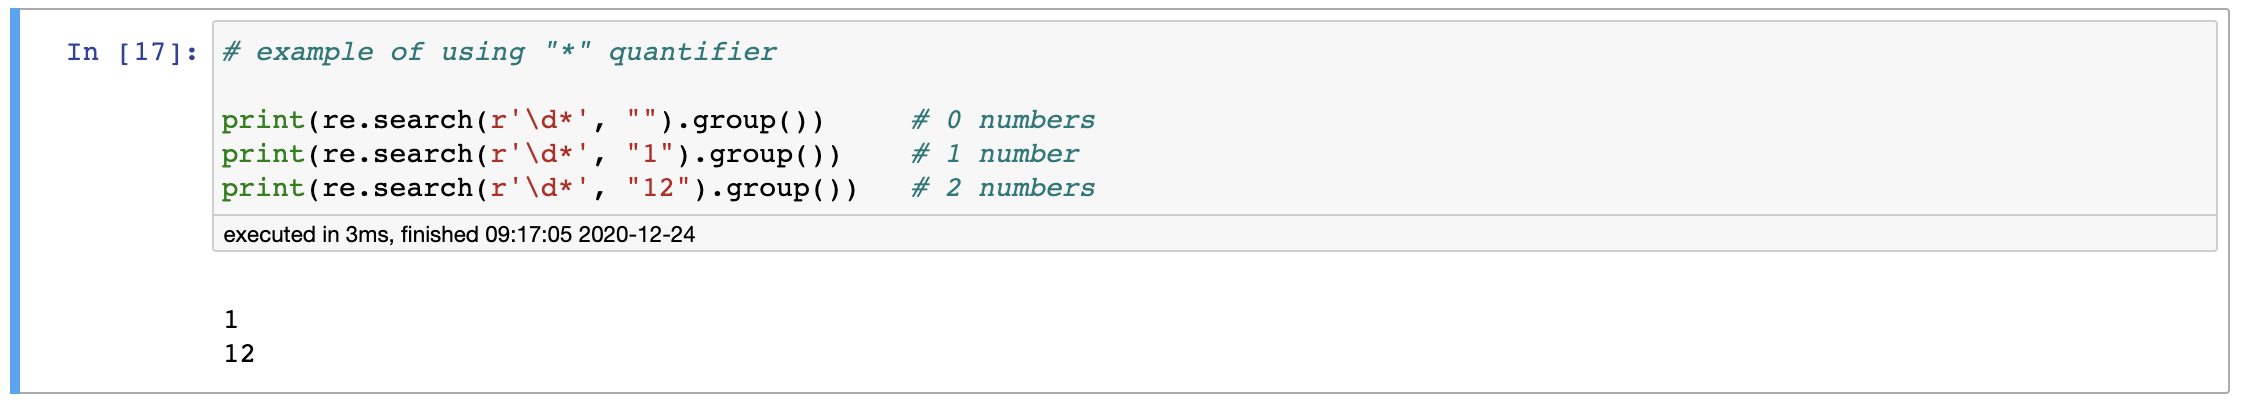 In [17]: # example of using "*" quantifier
print(re.search(r'\d*', "").group())     # 0 numbers
print(re.search(r'\d*', "1").group())    # 1 number
print(re.search(r'\d*', "12").group())   # 2 numbers
executed in 3ms, finished 09:17:05 2020-12-24
1
12